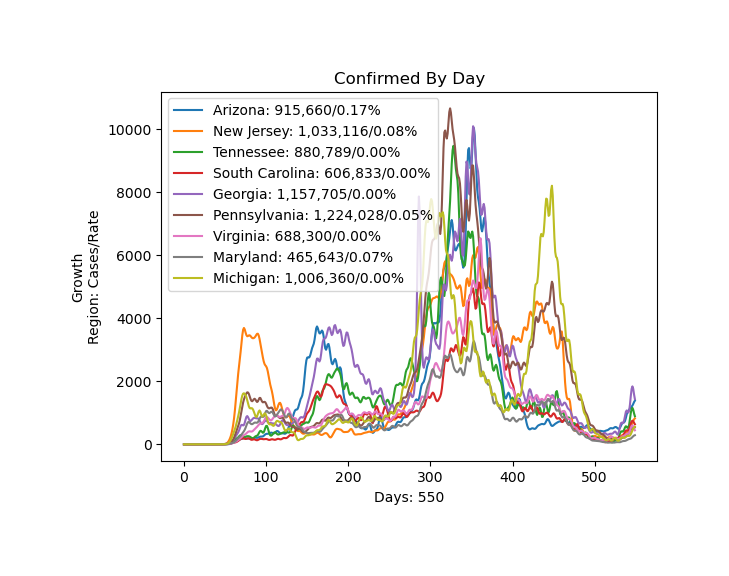 Confirmed By Day
Arizona: 915,660/0.17%
New Jersey: 1,033,116/0.08%
Tennessee: 880,789/0.00%
South Carolina: 606,833/0.00%
Georgia: 1,157,705/0.00%
Pennsylvania: 1,224,028/0.05%
Virginia: 688,300/0.00%
Maryland: 465,643/0.07%
Michigan: 1,006,360/0.00%
10000
8000
6000
4000
2000
0
Growth
Region: Cases/Rate
0 100 200 300 400 500
Days: 550